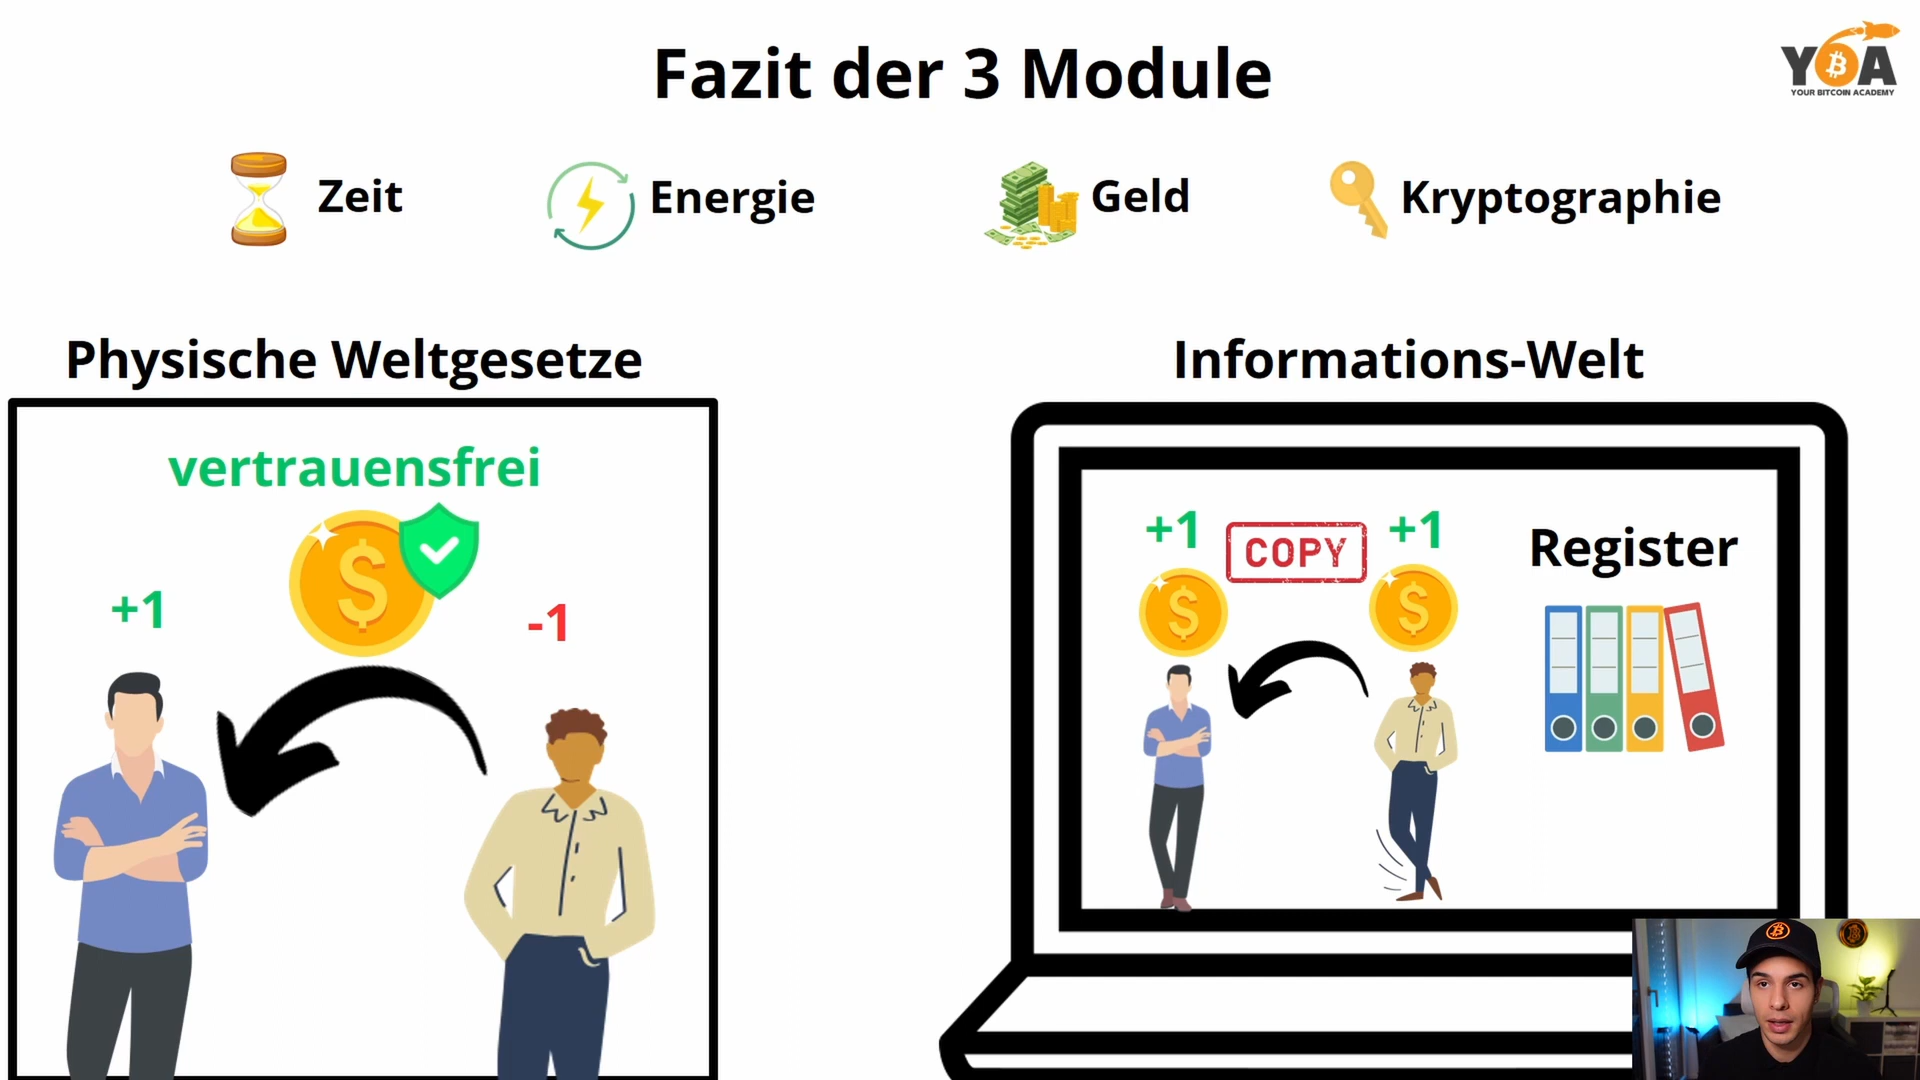 Fazit der 3 Module
YBA
YOUR BITCOIN ACADEMY
Zeit
Energie
Geld
Kryptographie
Physische Weltgesetze
Informations-Welt
vertrauensfrei
$
+1
-1
+1
COPY
+1
Register
$
$